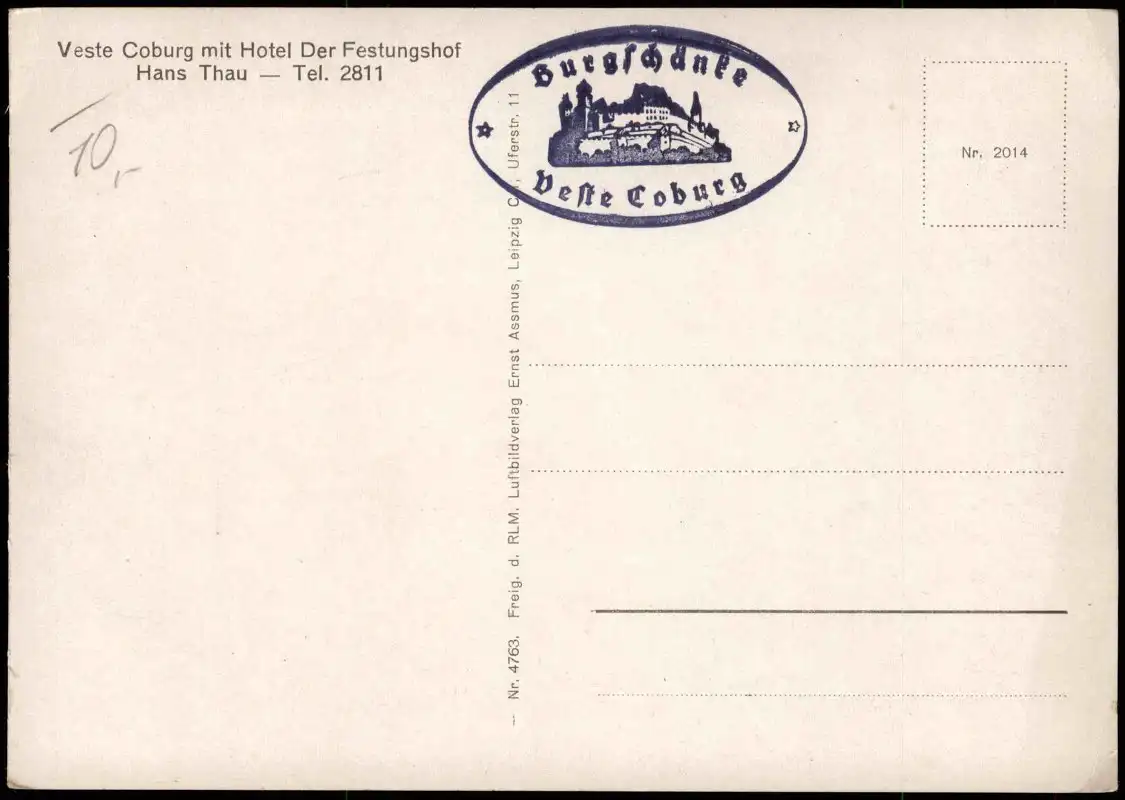 Veste Coburg mit Hotel Der Festungshof
Hans Thau — Tel. 2811
10,-
Burgschänke
Veste Coburg
Nr. 2014
— Nr. 4763. Freig. d. RLM. Luftbildverlag Ernst Assmus, Leipzig C Uferstr. 11